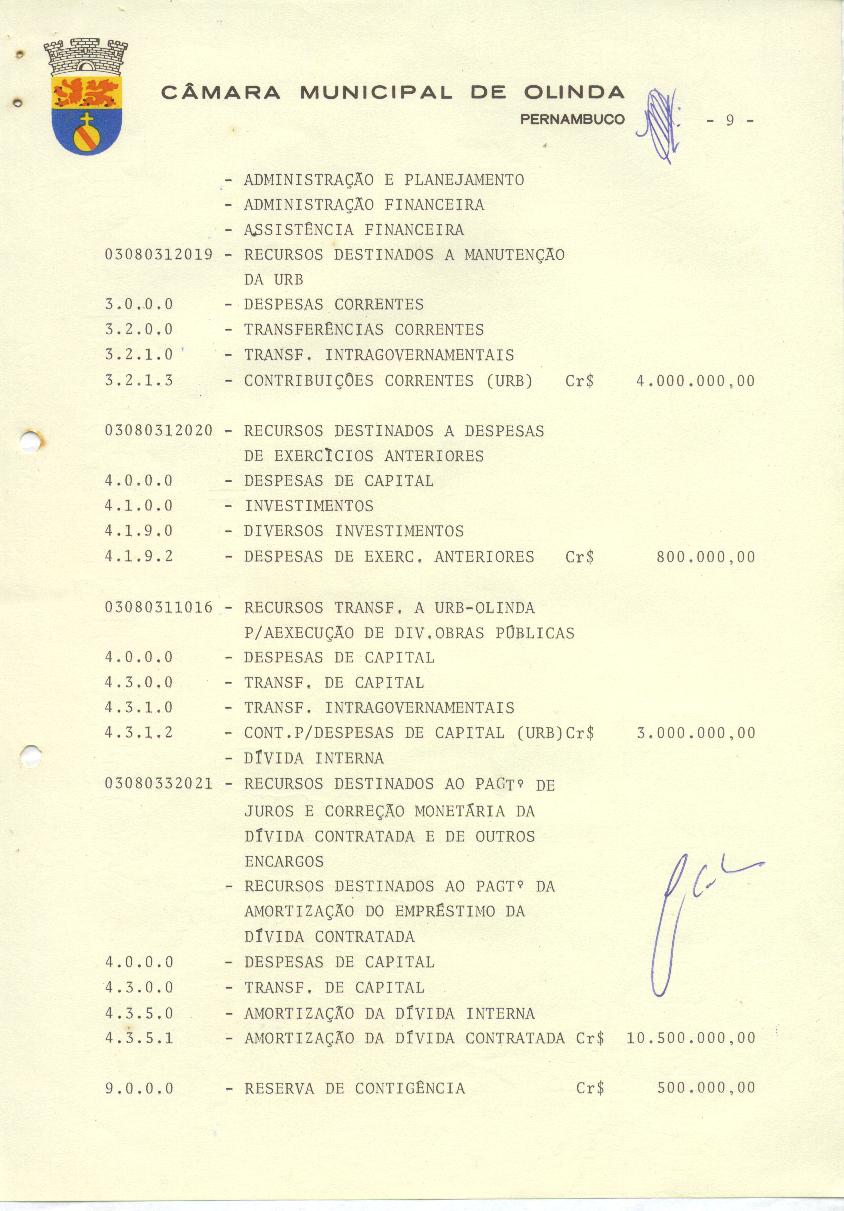 CÂMARA MUNICIPAL DE OLINDA
PERNAMBUCO
- 9 -
- ADMINISTRAÇÃO E PLANEJAMENTO
- ADMINISTRAÇÃO FINANCEIRA
- ASSISTÊNCIA FINANCEIRA
03080312019 - RECURSOS DESTINADOS A MANUTENÇÃO
DA URB
3.0.0.0 - DESPESAS CORRENTES
3.2.0.0 - TRANSFERÊNCIAS CORRENTES
3.2.1.0 - TRANSF. INTRAGOVERNAMENTAIS
3.2.1.3 - CONTRIBUIÇÕES CORRENTES (URB) Cr$ 4.000.000,00
03080312020 - RECURSOS DESTINADOS A DESPESAS
DE EXERCÍCIOS ANTERIORES
4.0.0.0 - DESPESAS DE CAPITAL
4.1.0.0 - INVESTIMENTOS
4.1.9.0 - DIVERSOS INVESTIMENTOS
4.1.9.2 - DESPESAS DE EXERC. ANTERIORES Cr$ 800.000,00
03080311016 - RECURSOS TRANSF. A URB-OLINDA
P/AEXECUÇÃO DE DIV.OBRAS PÚBLICAS
4.0.0.0 - DESPESAS DE CAPITAL
4.3.0.0 - TRANSF. DE CAPITAL
4.3.1.0 - TRANSF. INTRAGOVERNAMENTAIS
4.3.1.2 - CONT.P/DESPESAS DE CAPITAL (URB)Cr$ 3.000.000,00
- DÍVIDA INTERNA
03080332021 - RECURSOS DESTINADOS AO PAGTº DE
JUROS E CORREÇÃO MONETÁRIA DA
DÍVIDA CONTRATADA E DE OUTROS
ENCARGOS
- RECURSOS DESTINADOS AO PAGTº DA
AMORTIZAÇÃO DO EMPRÉSTIMO DA
DÍVIDA CONTRATADA
4.0.0.0 - DESPESAS DE CAPITAL
4.3.0.0 - TRANSF. DE CAPITAL
4.3.5.0 - AMORTIZAÇÃO DA DÍVIDA INTERNA
4.3.5.1 - AMORTIZAÇÃO DA DÍVIDA CONTRATADA Cr$ 10.500.000,00
9.0.0.0 - RESERVA DE CONTIGÊNCIA Cr$ 500.000,00